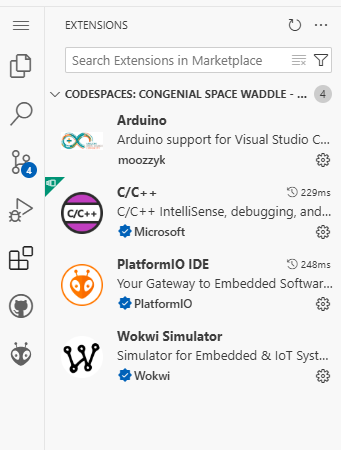 EXTENSIONS
Search Extensions in Marketplace
CODESPACES: CONGENIAL SPACE WADDLE - ... 4
Arduino
Arduino support for Visual Studio C...
moozzyk
4
C/C++ 229ms
C/C++
C/C++ IntelliSense, debugging, and...
Microsoft
PlatformIO IDE 248ms
Your Gateway to Embedded Softwar...
PlatformIO
Wokwi Simulator
Simulator for Embedded & IoT Syst...
Wokwi